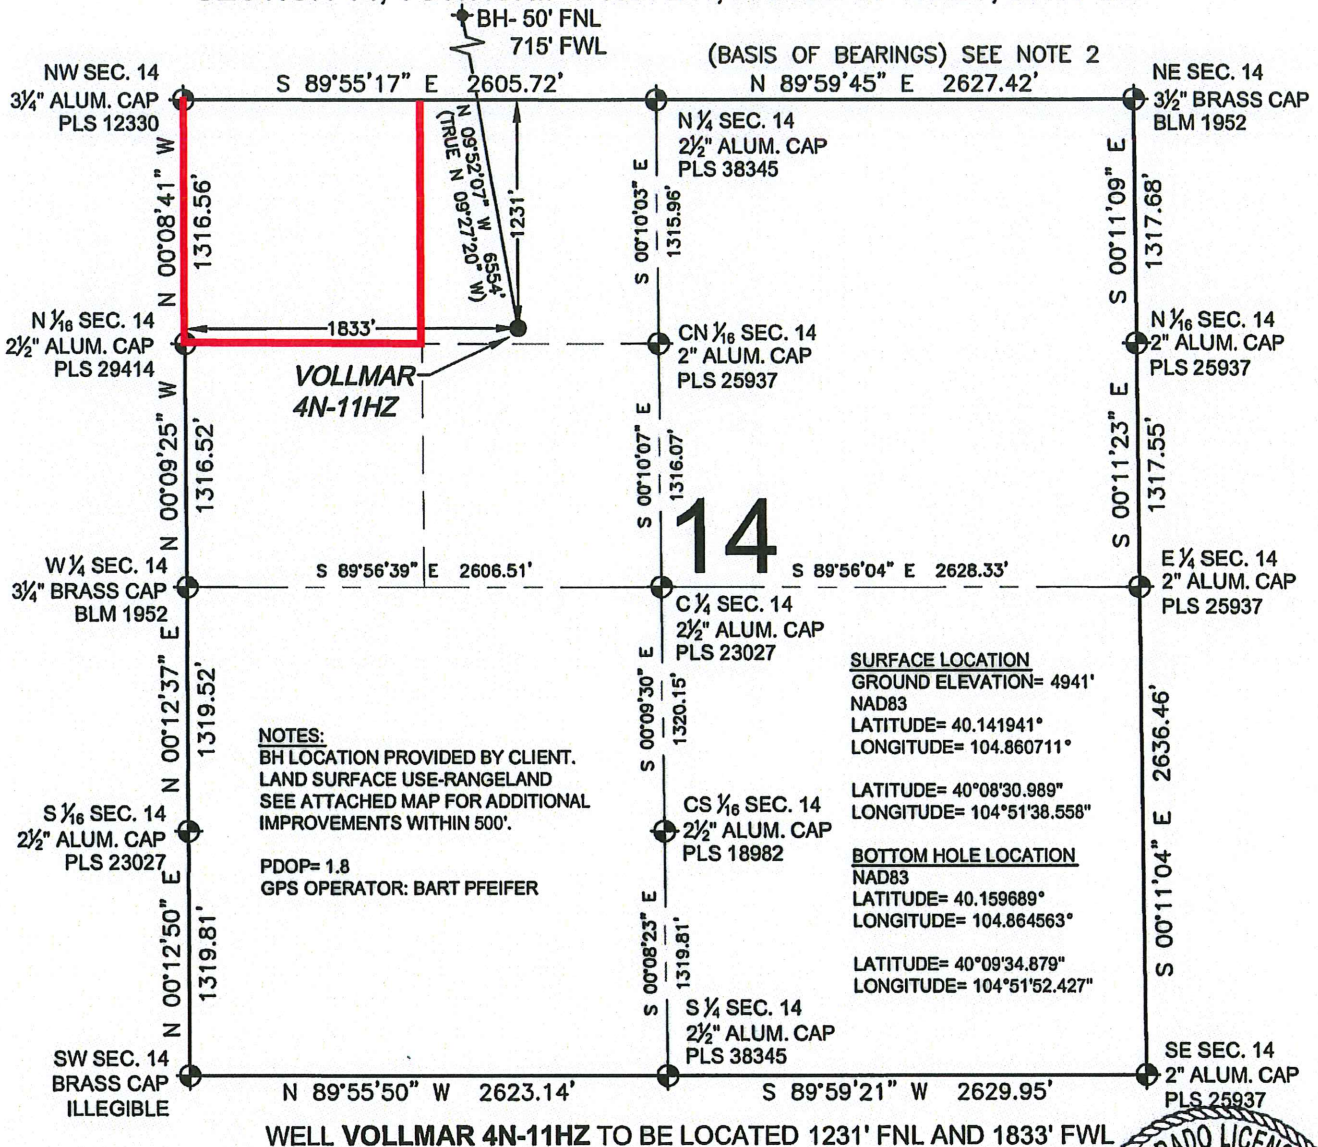 BH- 50' FNL
715' FWL
(BASIS OF BEARINGS) SEE NOTE 2
NW SEC. 14
3¼" ALUM. CAP
PLS 12330
S 89°55'17" E 2605.72'
N 89°59'45" E 2627.42'
NE SEC. 14
3½" BRASS CAP
BLM 1952
N ¼ SEC. 14
2½" ALUM. CAP
PLS 38345
N 00°08'41" W
1316.56'
N 09°52'07" W 6554'
(TRUE N 09°27'20" W)
1231'
S 00°10'03" E
1315.96'
S 00°11'09" E
1317.68'
N 1/16 SEC. 14
2½" ALUM. CAP
PLS 29414
1833'
CN 1/16 SEC. 14
2" ALUM. CAP
PLS 25937
N 1/16 SEC. 14
2" ALUM. CAP
PLS 25937
VOLLMAR
4N-11HZ
N 00°09'25" W
1316.52'
S 00°10'07" E
1316.07'
S 00°11'23" E
1317.55'
14
W ¼ SEC. 14
3¼" BRASS CAP
BLM 1952
S 89°56'39" E 2606.51'
S 89°56'04" E 2628.33'
E ¼ SEC. 14
2" ALUM. CAP
PLS 25937
C ¼ SEC. 14
2½" ALUM. CAP
PLS 23027
N 00°12'37" E
1319.52'
S 00°09'30" E
1320.15'
SURFACE LOCATION
GROUND ELEVATION= 4941'
NAD83
LATITUDE= 40.141941°
LONGITUDE= 104.860711°
LATITUDE= 40°08'30.989"
LONGITUDE= 104°51'38.558"
S 00°11'04" E 2636.46'
NOTES:
BH LOCATION PROVIDED BY CLIENT.
LAND SURFACE USE-RANGELAND
SEE ATTACHED MAP FOR ADDITIONAL
IMPROVEMENTS WITHIN 500'.
PDOP= 1.8
GPS OPERATOR: BART PFEIFER
S 1/16 SEC. 14
2½" ALUM. CAP
PLS 23027
CS 1/16 SEC. 14
2½" ALUM. CAP
PLS 18982
BOTTOM HOLE LOCATION
NAD83
LATITUDE= 40.159689°
LONGITUDE= 104.864563°
LATITUDE= 40°09'34.879"
LONGITUDE= 104°51'52.427"
N 00°12'50" E
1319.81'
S 00°08'23" E
1319.81'
S ¼ SEC. 14
2½" ALUM. CAP
PLS 38345
SW SEC. 14
BRASS CAP
ILLEGIBLE
N 89°55'50" W 2623.14'
S 89°59'21" W 2629.95'
SE SEC. 14
2" ALUM. CAP
PLS 25937
WELL VOLLMAR 4N-11HZ TO BE LOCATED 1231' FNL AND 1833' FWL